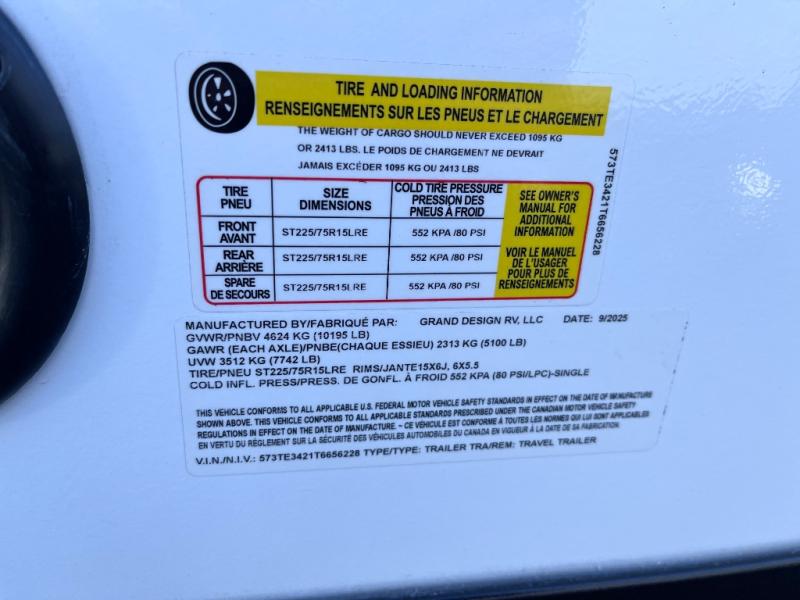 TIRE AND LOADING INFORMATION
RENSEIGNEMENTS SUR LES PNEUS ET LE CHARGEMENT
THE WEIGHT OF CARGO SHOULD NEVER EXCEED 1095 KG
OR 2413 LBS. LE POIDS DE CHARGEMENT NE DEVRAIT
JAMAIS EXCÉDER 1095 KG OU 2413 LBS
TIRE
PNEU
SIZE
DIMENSIONS
COLD TIRE PRESSURE
PRESSION DES
PNEUS À FROID
SEE OWNER'S
MANUAL FOR
ADDITIONAL
INFORMATION
VOIR LE MANUEL
DE L'USAGER
POUR PLUS DE
RENSEIGNEMENTS
FRONT
AVANT
ST225/75R15LRE
552 KPA /80 PSI
REAR
ARRIÈRE
ST225/75R15LRE
552 KPA /80 PSI
SPARE
DE SECOURS
ST225/75R15LRE
552 KPA /80 PSI
573TE3421T6656228
MANUFACTURED BY/FABRIQUÉ PAR: GRAND DESIGN RV, LLC DATE: 9/2025
GVWR/PNBV 4624 KG (10195 LB)
GAWR (EACH AXLE)/PNBE(CHAQUE ESSIEU) 2313 KG (5100 LB)
UVW 3512 KG (7742 LB)
TIRE/PNEU ST225/75R15LRE RIMS/JANTE15X6J, 6X5.5
COLD INFL. PRESS/PRESS. DE GONFL. À FROID 552 KPA (80 PSI/LPC)-SINGLE
THIS VEHICLE CONFORMS TO ALL APPLICABLE U.S. FEDERAL MOTOR VEHICLE SAFETY STANDARDS IN EFFECT ON THE DATE OF MANUFACTURE
SHOWN ABOVE. THIS VEHICLE CONFORMS TO ALL APPLICABLE STANDARDS PRESCRIBED UNDER THE CANADIAN MOTOR VEHICLE SAFETY
REGULATIONS IN EFFECT ON THE DATE OF MANUFACTURE. ~ CE VÉHICULE EST CONFORME À TOUTES LES NORMES QUI LUI SONT APPLICABLES
EN VERTU DU RÈGLEMENT SUR LA SÉCURITÉ DES VÉHICULES AUTOMOBILES DU CANADA EN VIGUEUR À LA DATE DE SA FABRICATION.
V.I.N./N.I.V.: 573TE3421T6656228 TYPE/TYPE: TRAILER TRA/REM: TRAVEL TRAILER